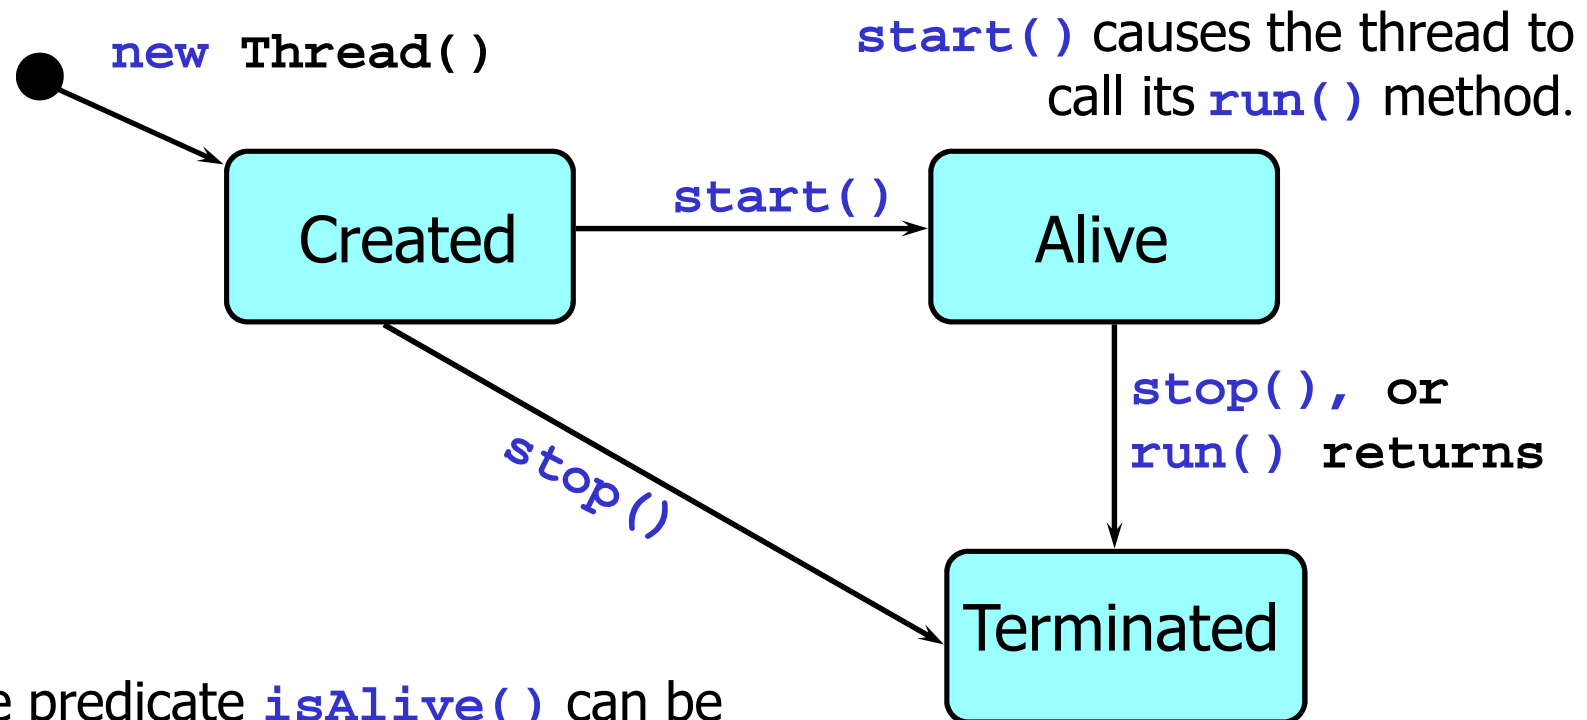 new Thread()
start() causes the thread to
call its run() method.
start()
Created
Alive
stop(), or
run() returns
stop()
Terminated
predicate isAlive() can be